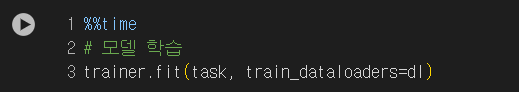 1 %%time
2 # 모델 학습
3 trainer.fit(task, train_dataloaders=dl)